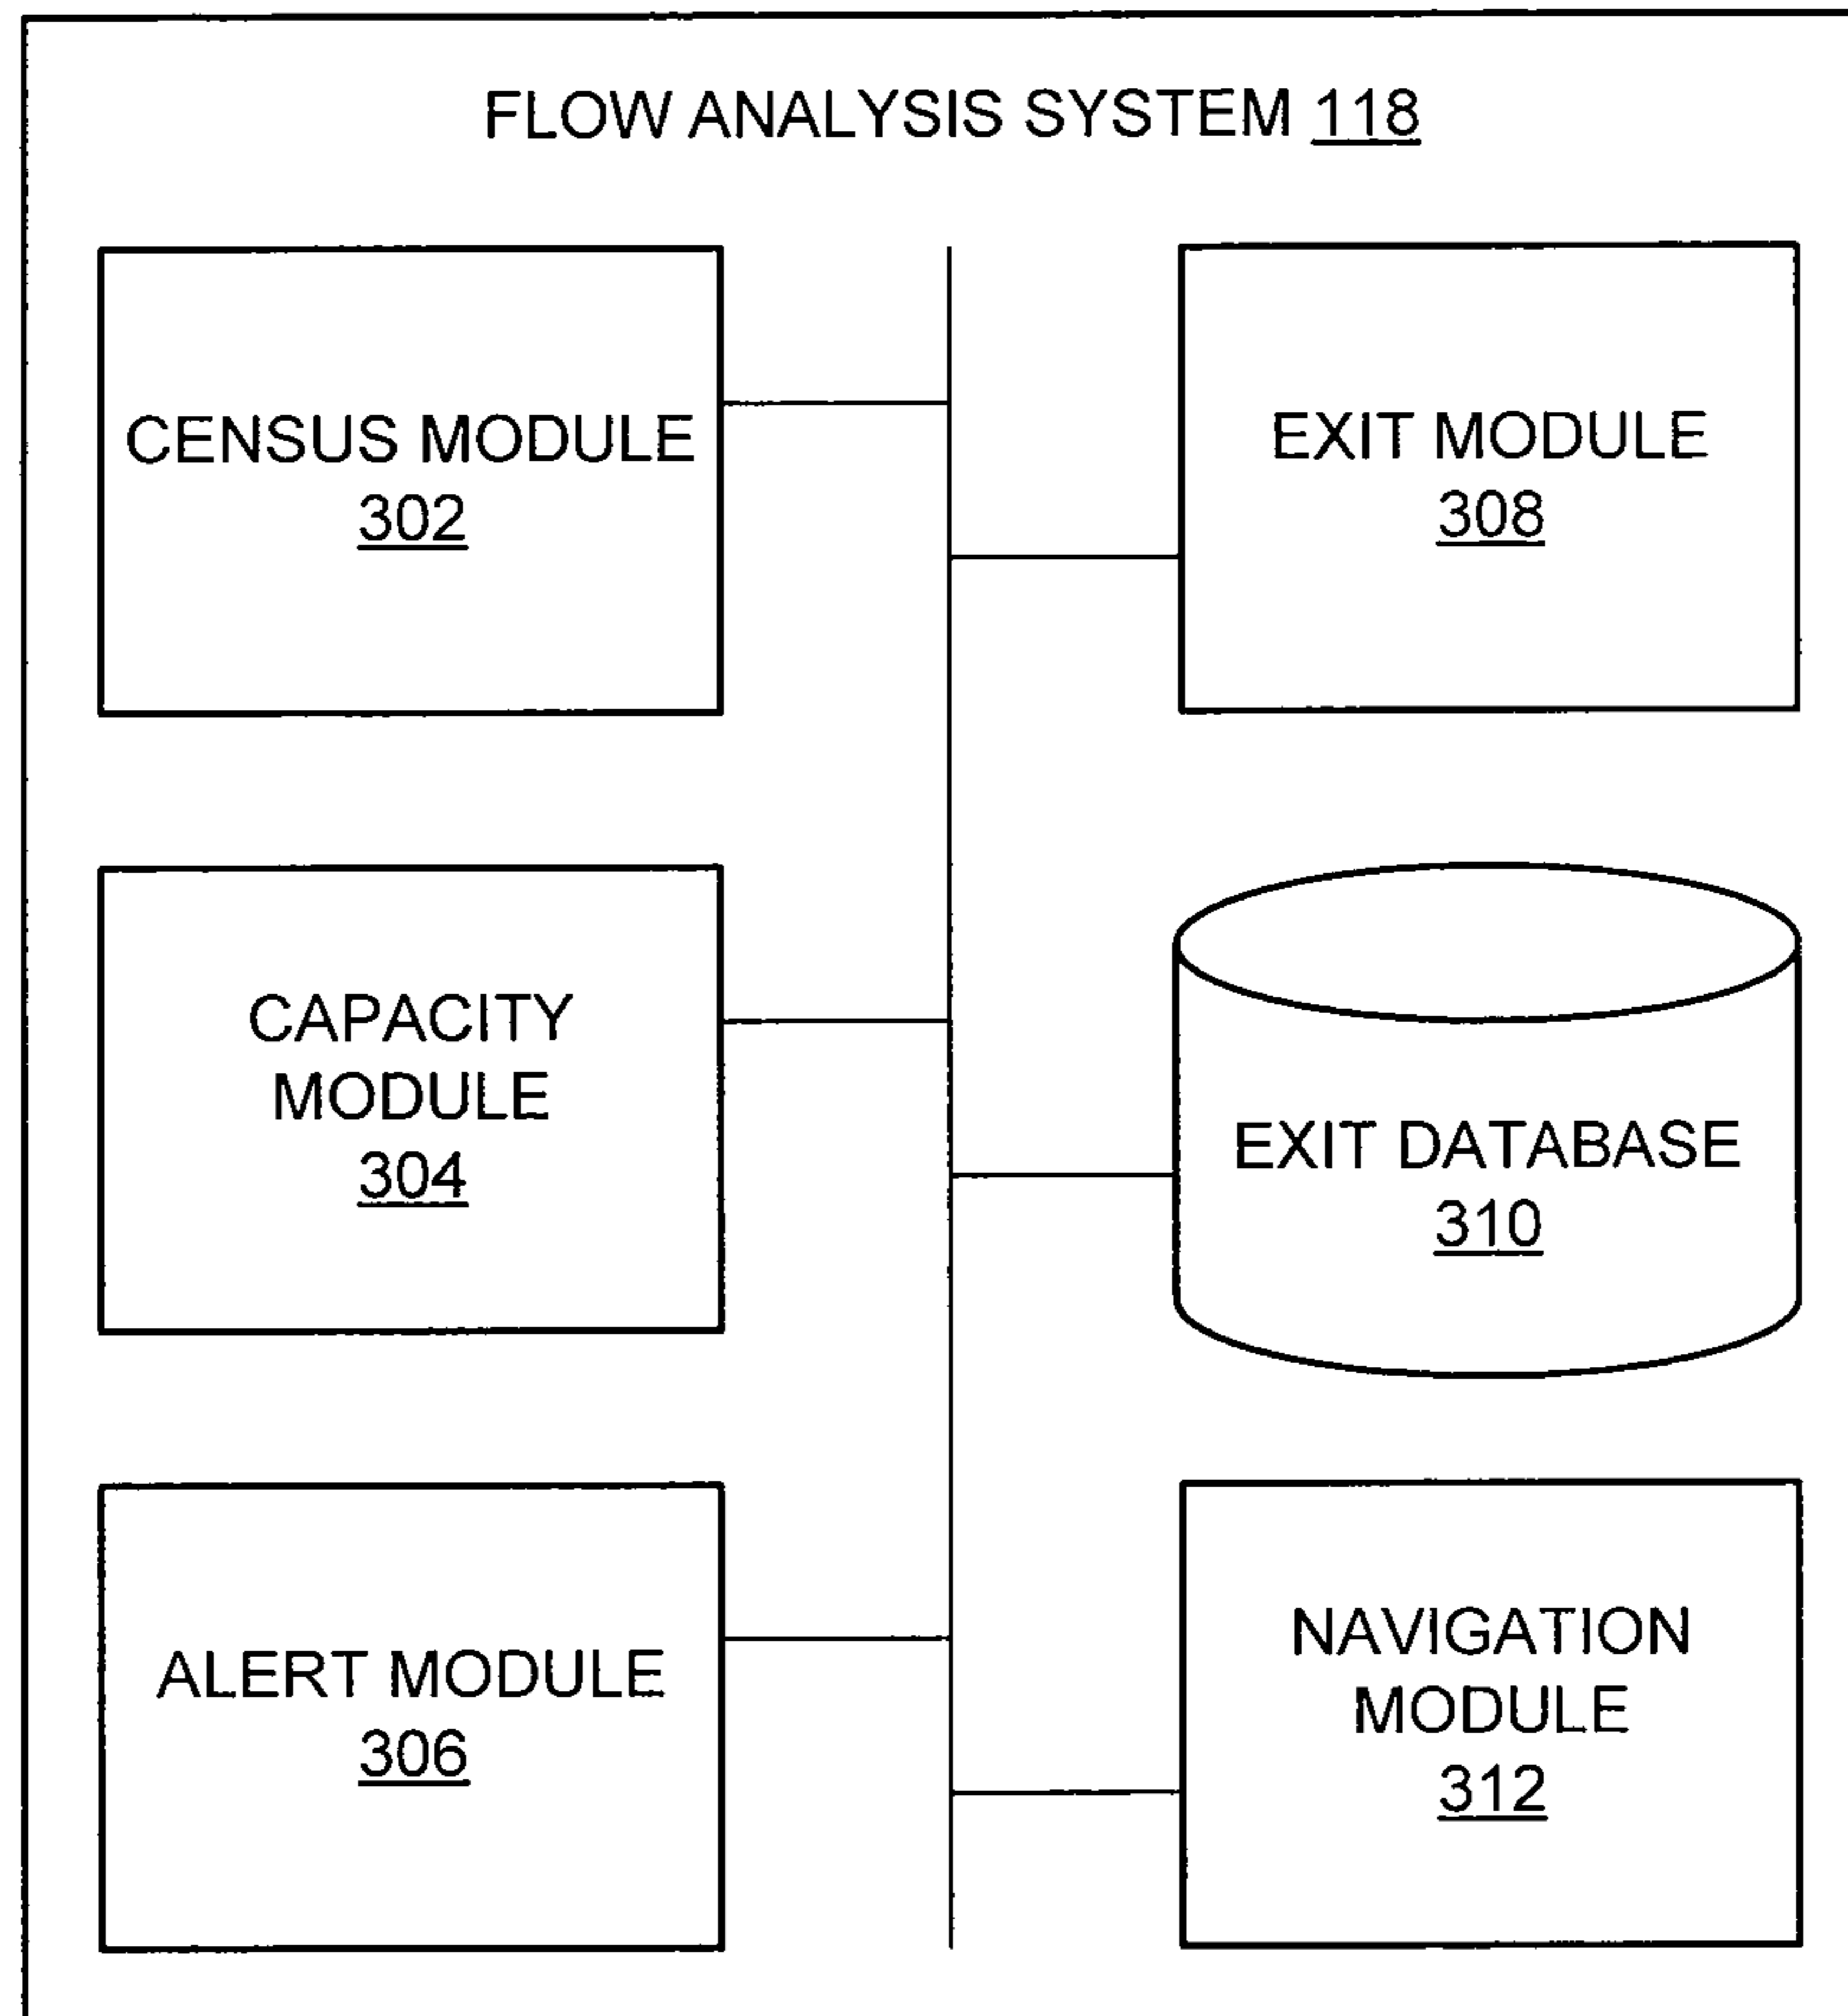 FLOW ANALYSIS SYSTEM 118
CENSUS MODULE
302
EXIT MODULE
308
CAPACITY
MODULE
304
EXIT DATABASE
310
ALERT MODULE
306
NAVIGATION
MODULE
312